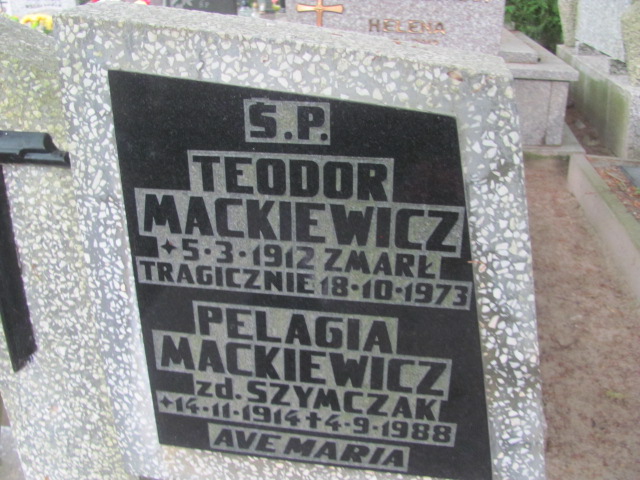 HELENA
Ś.P.
TEODOR
MACKIEWICZ
+5-3-1912 ZMARŁ
TRAGICZNIE 18-10-1973
PELAGIA
MACKIEWICZ
zd. SZYMCZAK
+14-11-1914 +4-9-1988
AVE MARIA